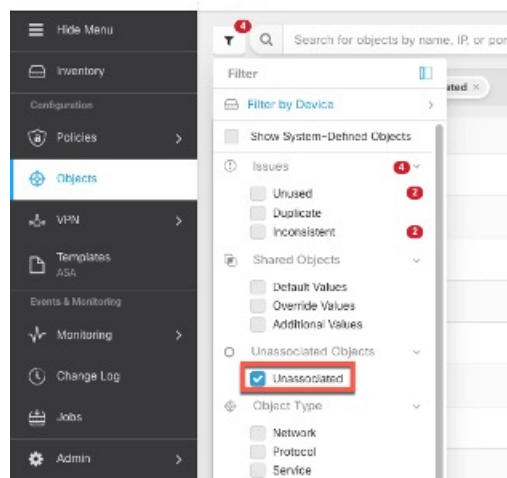 Hide Menu
Inventory
Configuration
Policies
Objects
VPN
Templates
ASA
Events & Monitoring
Monitoring
Change Log
Jobs
Admin
4
Search for objects by name, IP, or por
Filter
ated ×
Filter by Device
Show System-Defined Objects
Issues 4
Unused 2
Duplicate
Inconsistent 2
Shared Objects
Default Values
Override Values
Additional Values
Unassociated Objects
Unassociated
Object Type
Network
Protocol
Service